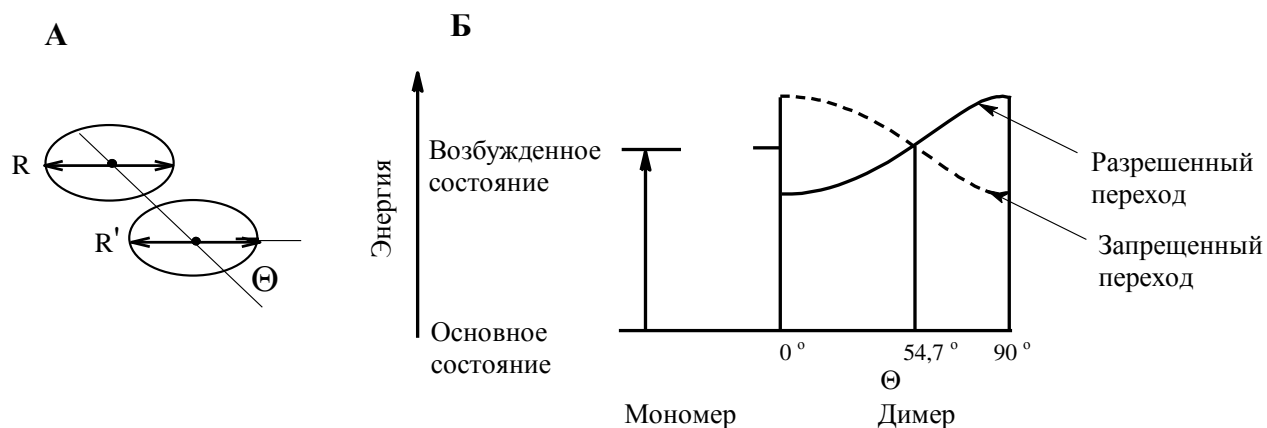 А
Б
R
R'
Θ
Энергия
Возбужденное
состояние
Основное
состояние
Разрешенный
переход
Запрещенный
переход
0 º
54,7 º
90 º
Θ
Мономер
Димер